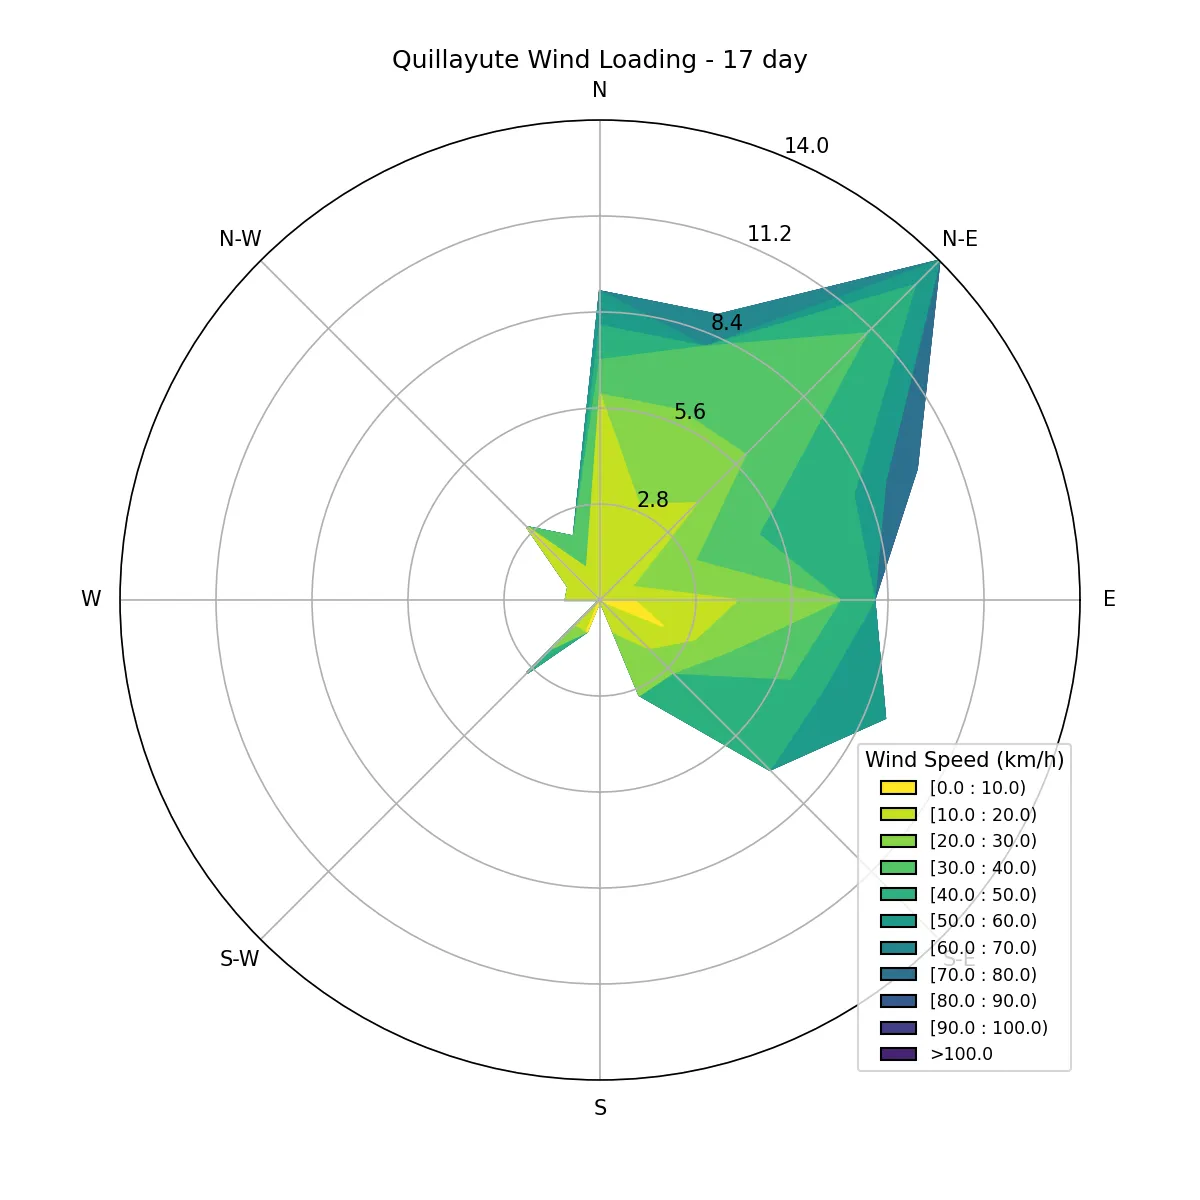 Quillayute Wind Loading - 17 day
N
14.0
11.2
N-W
N-E
8.4
5.6
2.8
W
E
Wind Speed (km/h)
[0.0 : 10.0)
[10.0 : 20.0)
[20.0 : 30.0)
[30.0 : 40.0)
[40.0 : 50.0)
[50.0 : 60.0)
[60.0 : 70.0)
S-W
S-E
[70.0 : 80.0)
[80.0 : 90.0)
[90.0 : 100.0)
>100.0
S